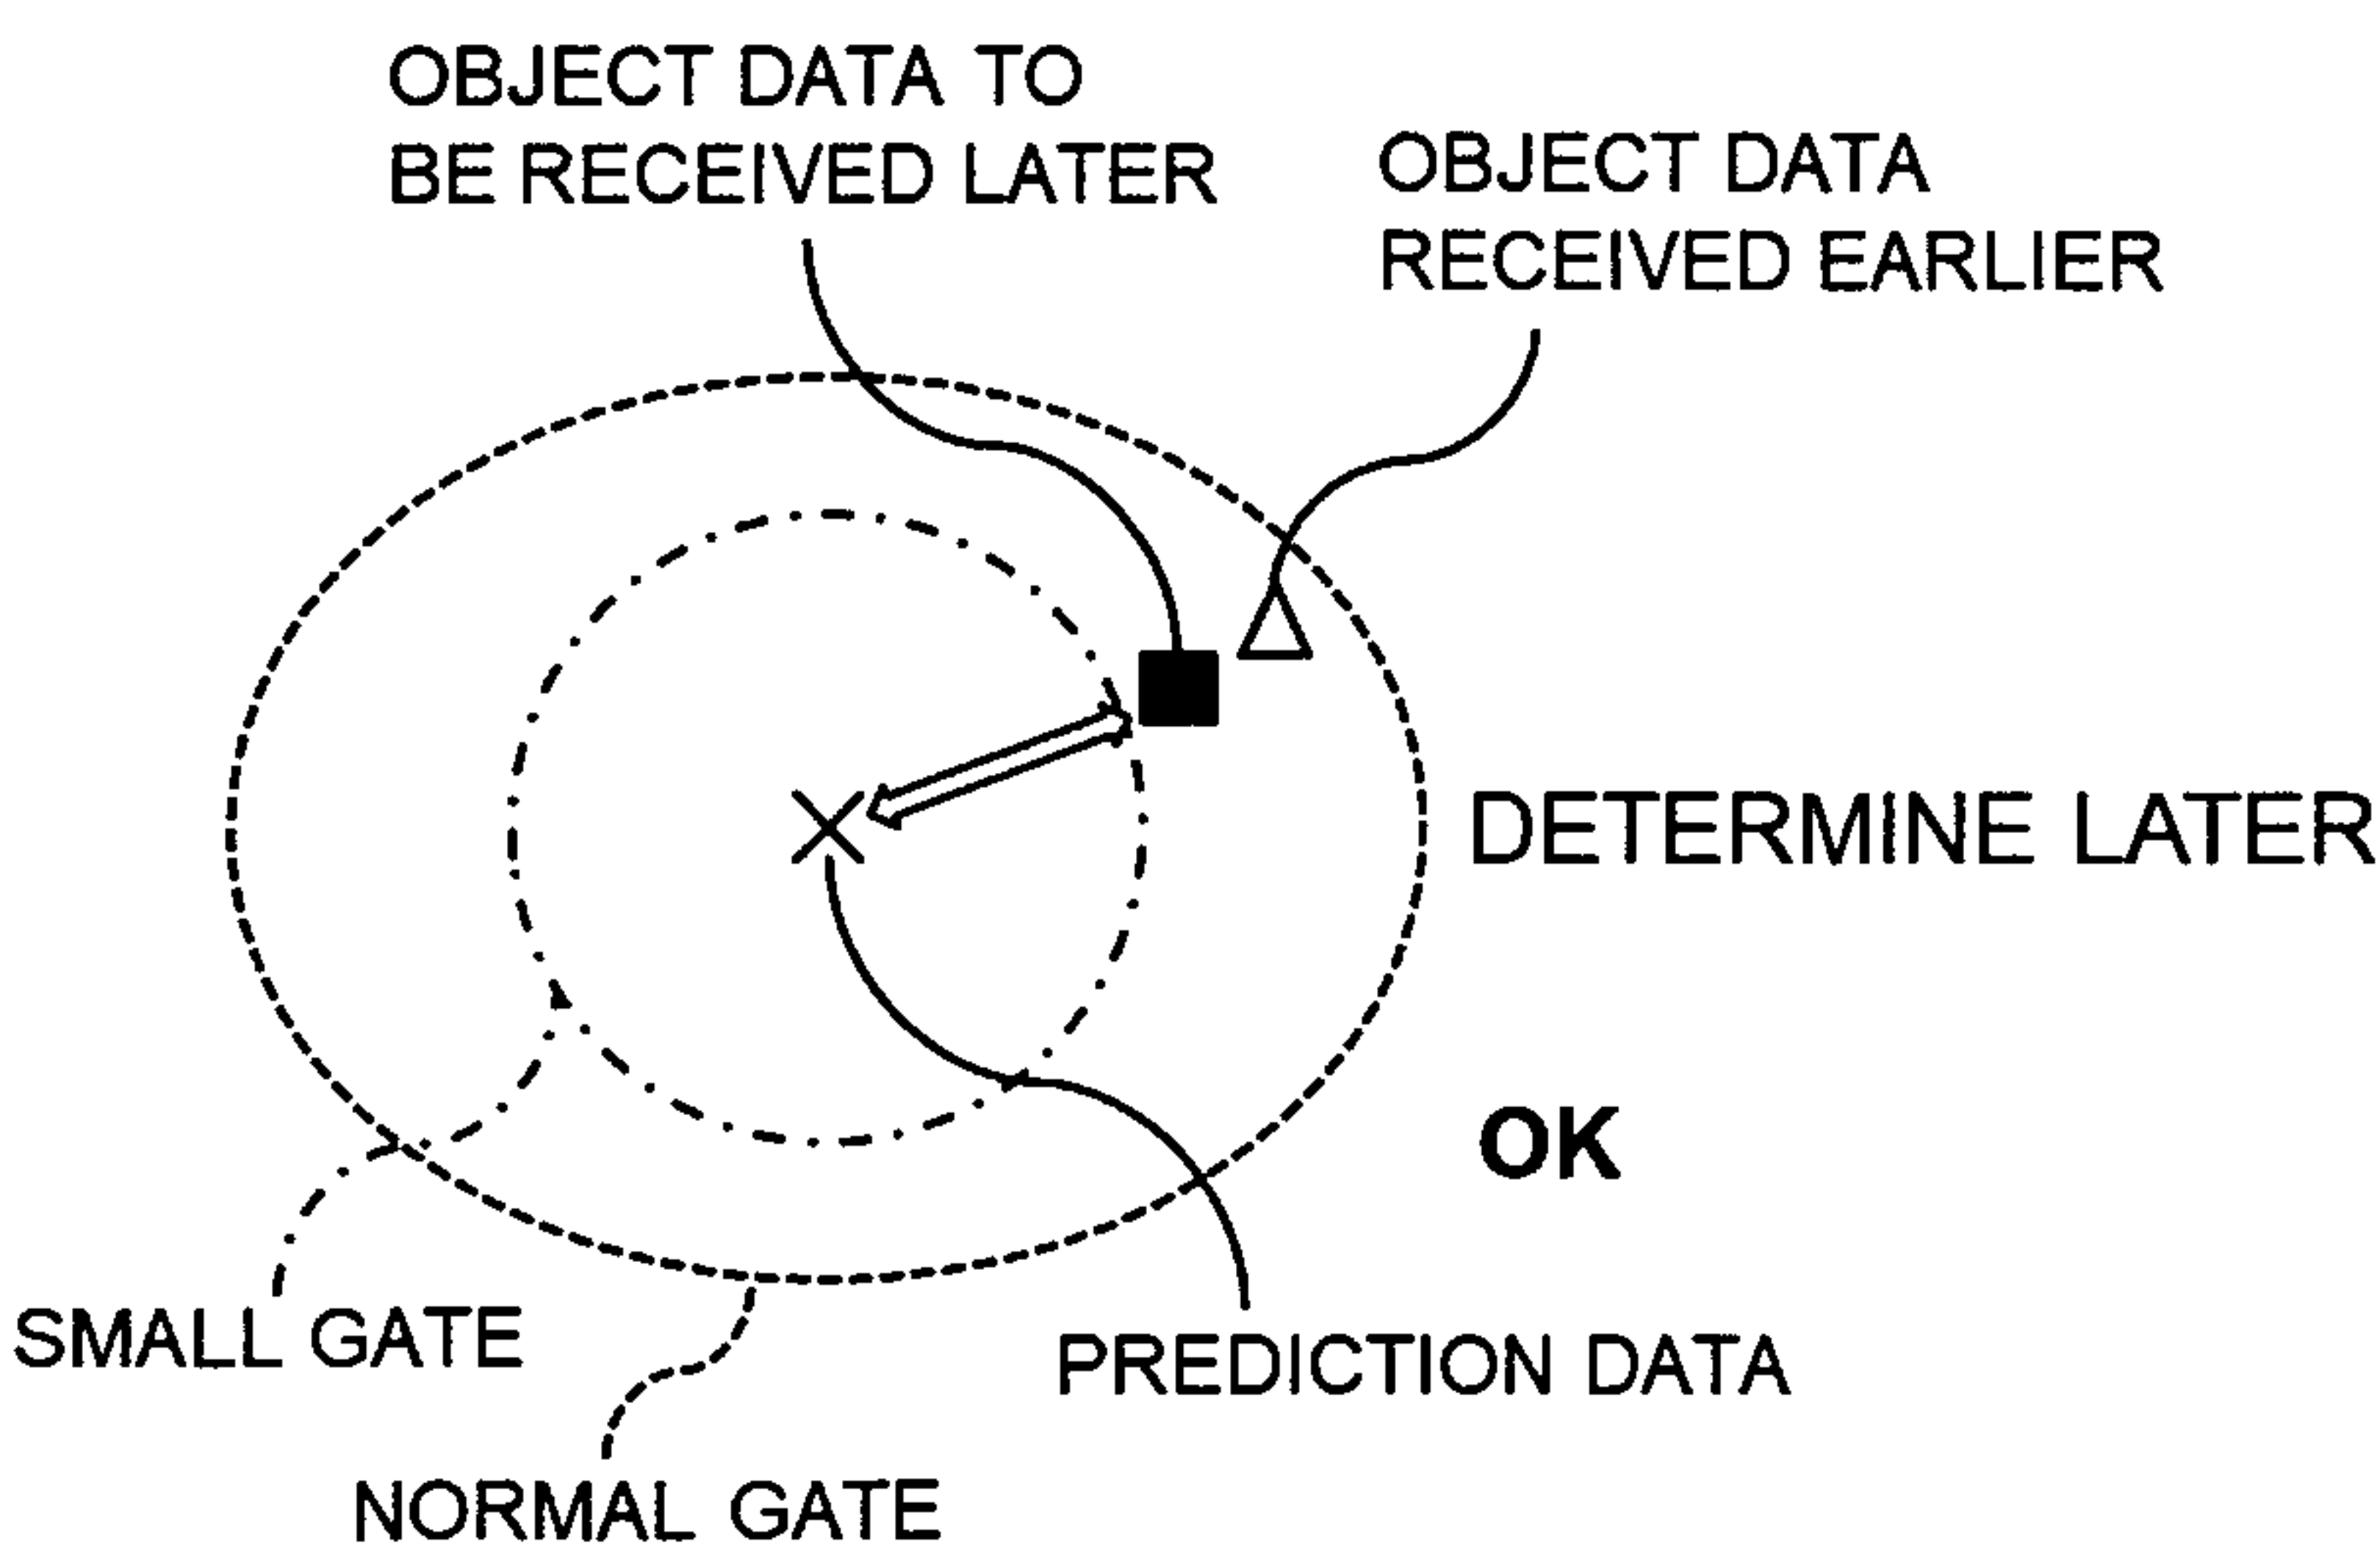 OBJECT DATA TO
BE RECEIVED LATER
OBJECT DATA
RECEIVED EARLIER
DETERMINE LATER
OK
SMALL GATE
PREDICTION DATA
NORMAL GATE